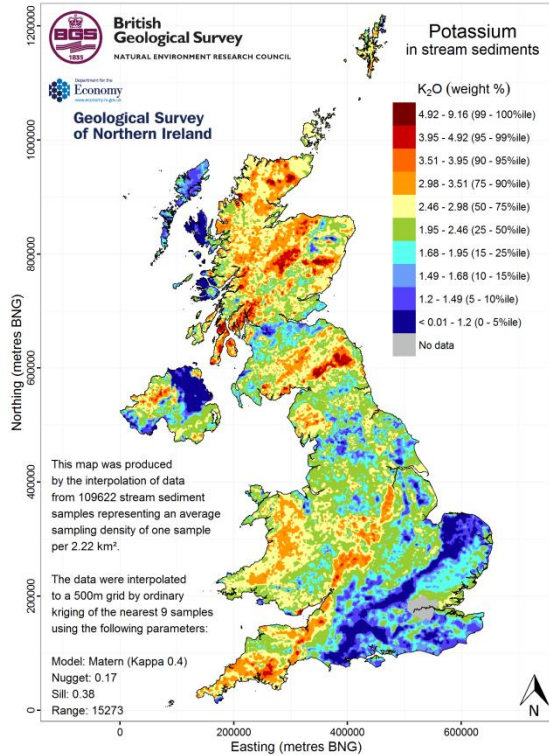 British
Geological Survey
NATURAL ENVIRONMENT RESEARCH COUNCIL
BGS
1835
Department for the
Economy
www.economy-ni.gov.uk
Geological Survey
of Northern Ireland
Potassium
in stream sediments
K₂O (weight %)
4.92 - 9.16 (99 - 100%ile)
3.95 - 4.92 (95 - 99%ile)
3.51 - 3.95 (90 - 95%ile)
2.98 - 3.51 (75 - 90%ile)
2.46 - 2.98 (50 - 75%ile)
1.95 - 2.46 (25 - 50%ile)
1.68 - 1.95 (15 - 25%ile)
1.49 - 1.68 (10 - 15%ile)
1.2 - 1.49 (5 - 10%ile)
< 0.01 - 1.2 (0 - 5%ile)
No data
This map was produced
by the interpolation of data
from 109622 stream sediment
samples representing an average
sampling density of one sample
per 2.22 km².
The data were interpolated
to a 500m grid by ordinary
kriging of the nearest 9 samples
using the following parameters:
Model: Matern (Kappa 0.4)
Nugget: 0.17
Sill: 0.38
Range: 15273
N
Northing (metres BNG)
1200000
1000000
800000
600000
400000
200000
0
0
200000
400000
600000
Easting (metres BNG)